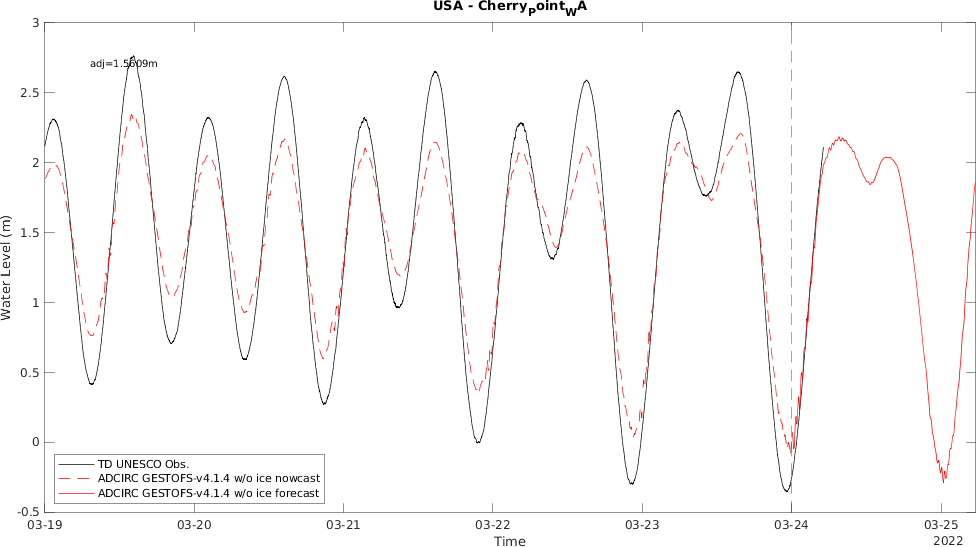 USA - CherryPointWA
adj=1.5609m
Water Level (m)
3
2.5
2
1.5
1
0.5
0
-0.5
TD UNESCO Obs.
ADCIRC GESTOFS-v4.1.4 w/o ice nowcast
ADCIRC GESTOFS-v4.1.4 w/o ice forecast
03-19 03-20 03-21 03-22 03-23 03-24 03-25
Time 2022